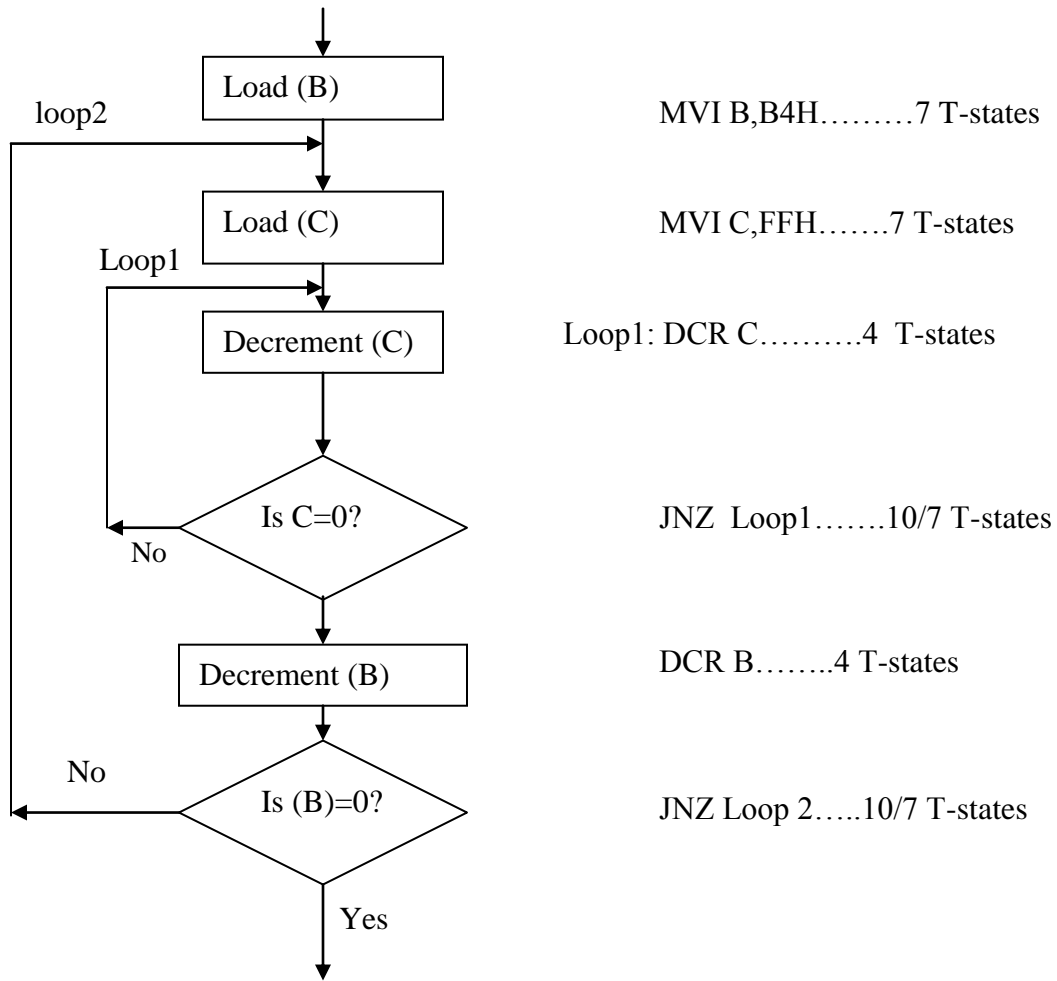 Load (B)
MVI B,B4H………7 T-states
loop2
Load (C)
MVI C,FFH…….7 T-states
Loop1
Decrement (C)
Loop1: DCR C……….4 T-states
Is C=0?
JNZ Loop1…….10/7 T-states
No
Decrement (B)
DCR B……..4 T-states
No
Is (B)=0?
JNZ Loop 2…..10/7 T-states
Yes